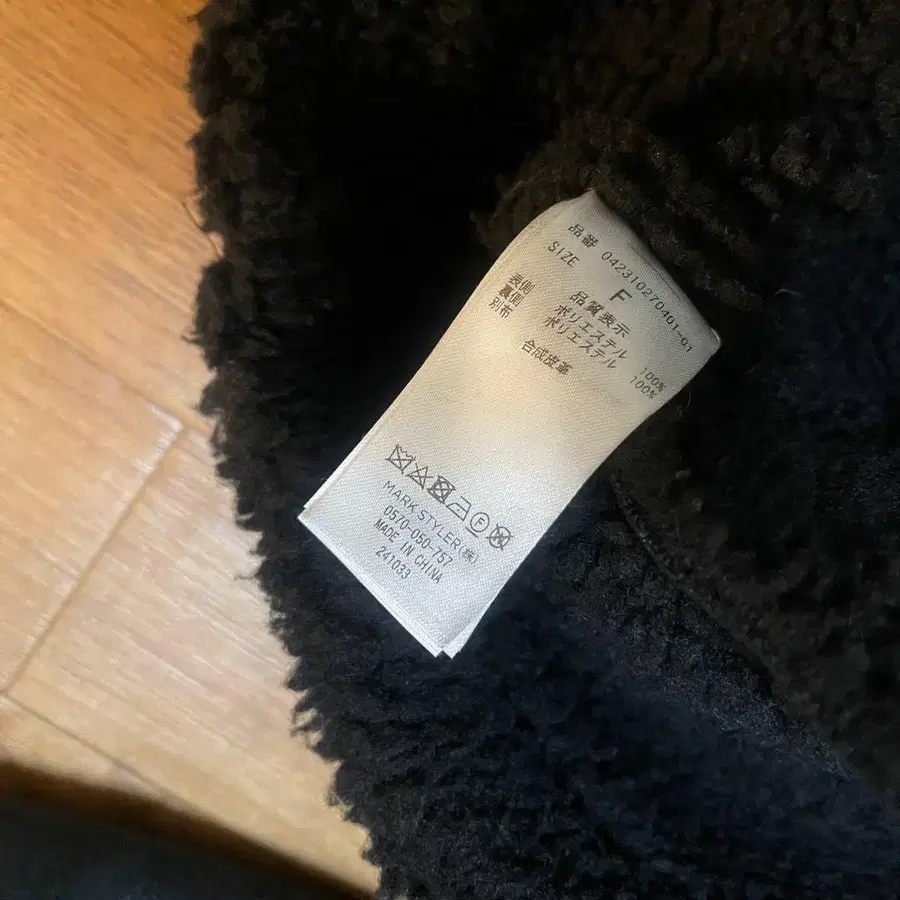 品番 042310270401-01
SIZE F
品質表示
表側 ポリエステル 100%
裏側 ポリエステル 100%
別布 合成皮革
MARK STYLER(株)
0570-050-757
MADE IN CHINA
241033